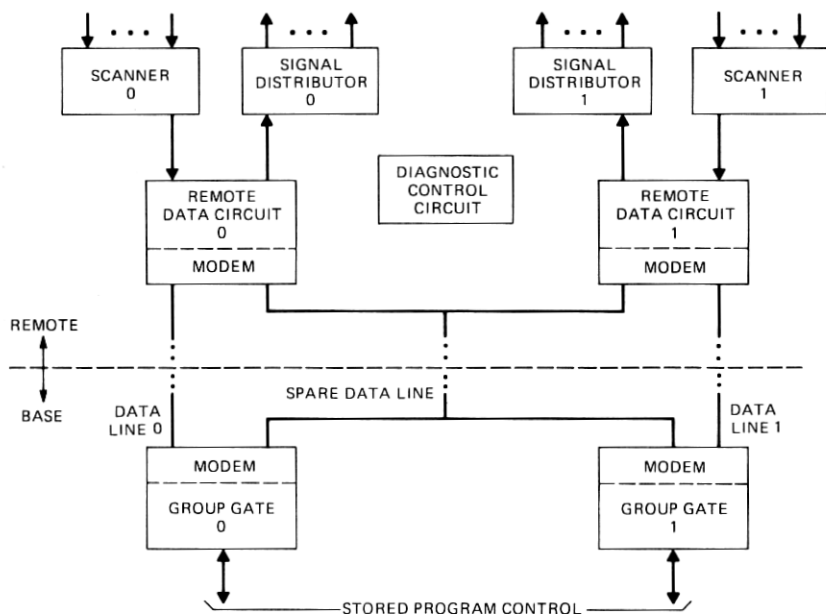 SCANNER
0
SIGNAL
DISTRIBUTOR
0
SIGNAL
DISTRIBUTOR
1
SCANNER
1
REMOTE
DATA CIRCUIT
0
MODEM
DIAGNOSTIC
CONTROL
CIRCUIT
REMOTE
DATA CIRCUIT
1
MODEM
REMOTE
BASE
DATA
LINE 0
SPARE DATA LINE
DATA
LINE 1
MODEM
GROUP GATE
0
MODEM
GROUP GATE
1
STORED PROGRAM CONTROL